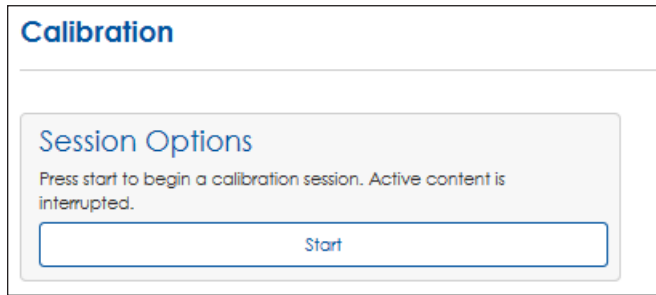 Calibration
Session Options
Press start to begin a calibration session. Active content is
interrupted.
Start